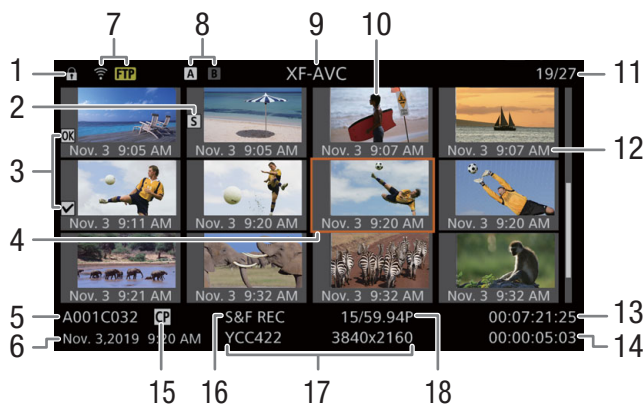 7 8 9 10
1 FTP A B XF-AVC 19/27 11
2 S
OK
Nov. 3 9:05 AM Nov. 3 9:05 AM Nov. 3 9:07 AM Nov. 3 9:07 AM 12
3
Nov. 3 9:11 AM Nov. 3 9:20 AM Nov. 3 9:20 AM Nov. 3 9:20 AM
4
Nov. 3 9:21 AM Nov. 3 9:32 AM Nov. 3 9:32 AM Nov. 3 9:32 AM
5 A001C032 CP S&F REC 15/59.94P 00:07:21:25 13
6 Nov. 3,2019 9:20 AM YCC422 3840x2160 00:00:05:03 14
15 16 17 18